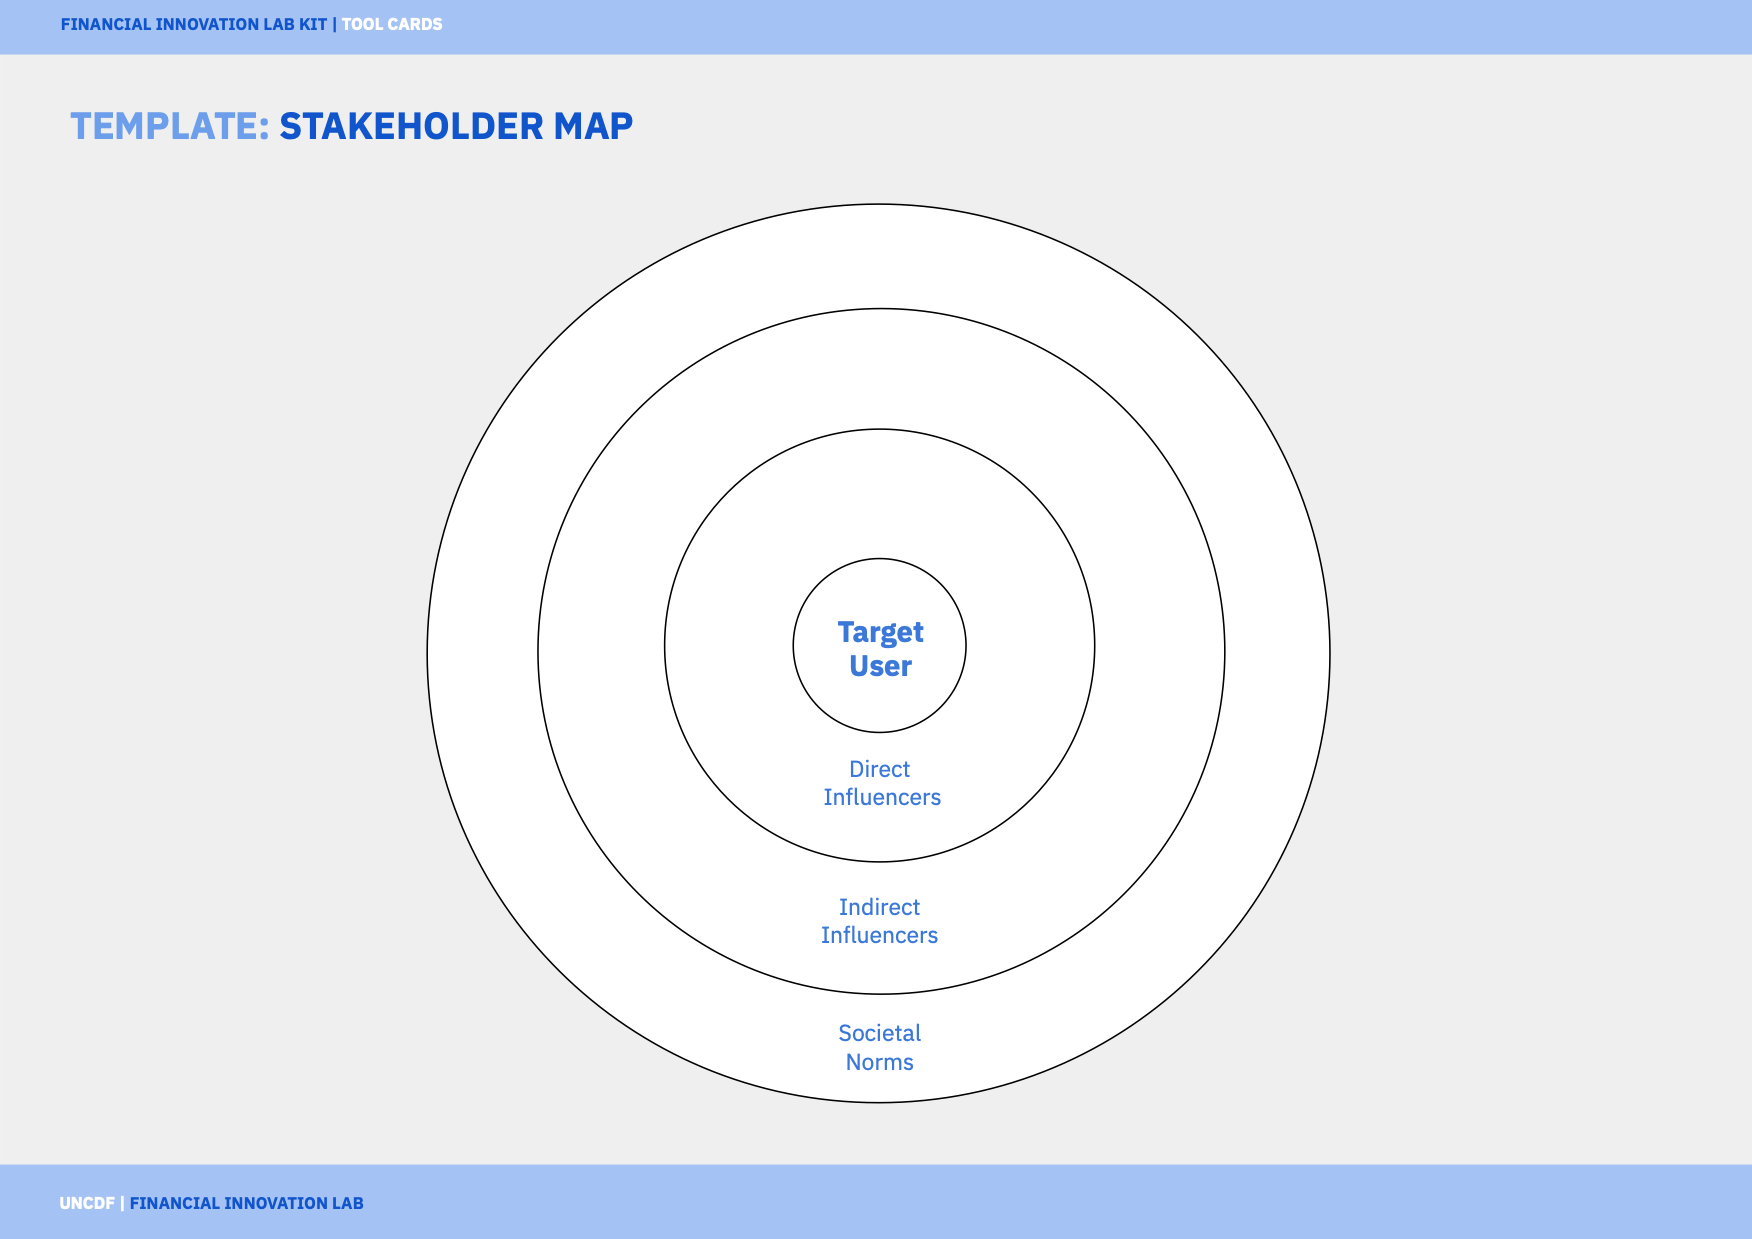 FINANCIAL INNOVATION LAB KIT | TOOL CARDS
TEMPLATE: STAKEHOLDER MAP
Target
User
Direct
Influencers
Indirect
Influencers
Societal
Norms
UNCDF | FINANCIAL INNOVATION LAB